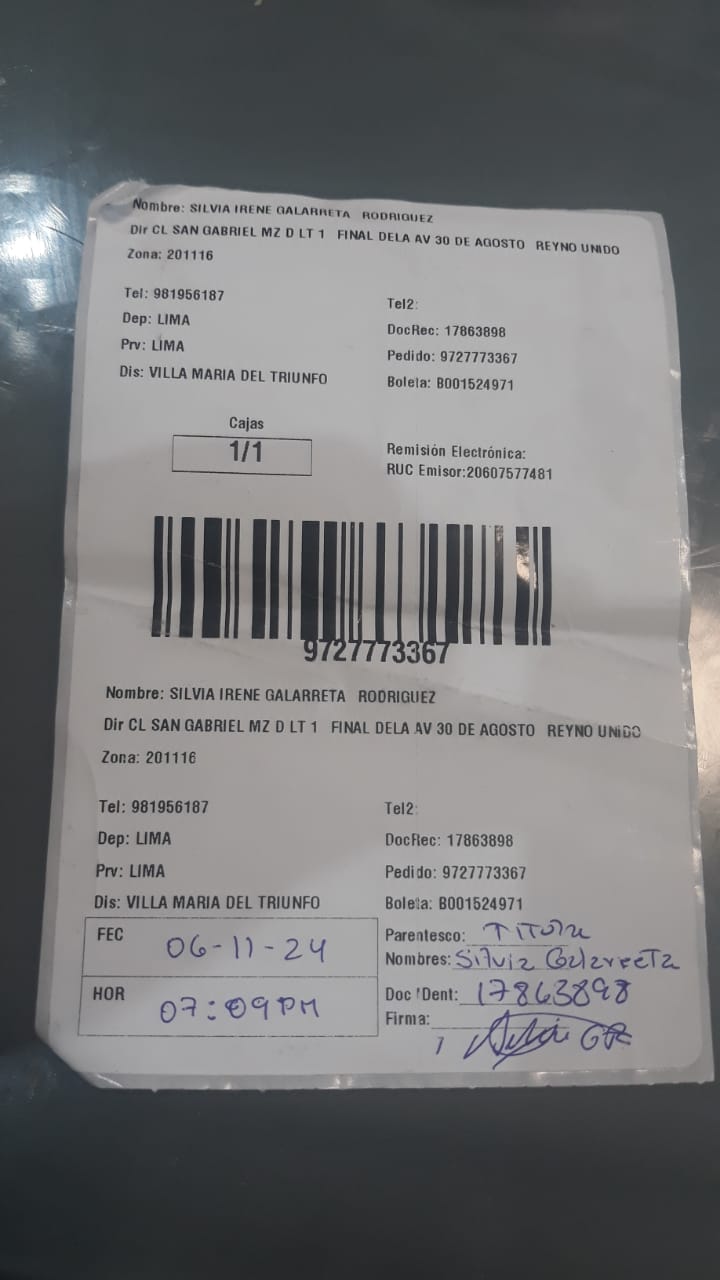 Nombre: SILVIA IRENE GALARRETA RODRIGUEZ
Dir CL SAN GABRIEL MZ D LT 1 FINAL DELA AV 30 DE AGOSTO REYNO UNIDO
Zona: 201116
Tel: 981956187 Tel2:
Dep: LIMA DocRec: 17863898
Prv: LIMA Pedido: 9727773367
Dis: VILLA MARIA DEL TRIUNFO Boleta: B001524971
Cajas
1/1
Remisión Electrónica:
RUC Emisor:20607577481
9727773367
Nombre: SILVIA IRENE GALARRETA RODRIGUEZ
Dir CL SAN GABRIEL MZ D LT 1 FINAL DELA AV 30 DE AGOSTO REYNO UNIDO
Zona: 201116
Tel: 981956187 Tel2:
Dep: LIMA DocRec: 17863898
Prv: LIMA Pedido: 9727773367
Dis: VILLA MARIA DEL TRIUNFO Boleta: B001524971
FEC 06-11-24
HOR 07:09PM
Parentesco:
Nombres: Silvia Galarreta
Doc Ident: 17863898
Firma: